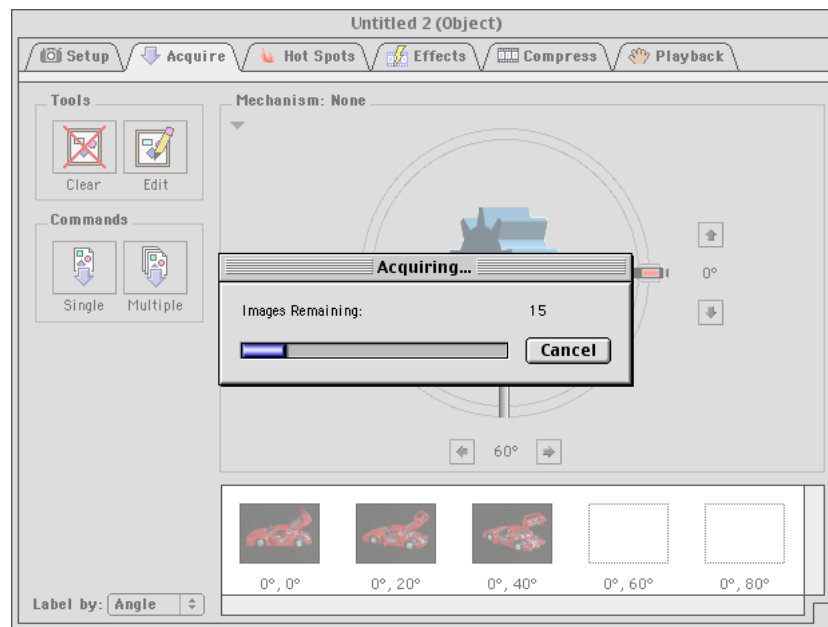 Untitled 2 (Object)
Setup Acquire Hot Spots Effects Compress Playback
Tools
Clear Edit
Commands
Single Multiple
Mechanism: None
0°
Acquiring...
Images Remaining: 15
Cancel
60°
0°, 0° 0°, 20° 0°, 40° 0°, 60° 0°, 80°
Label by: Angle